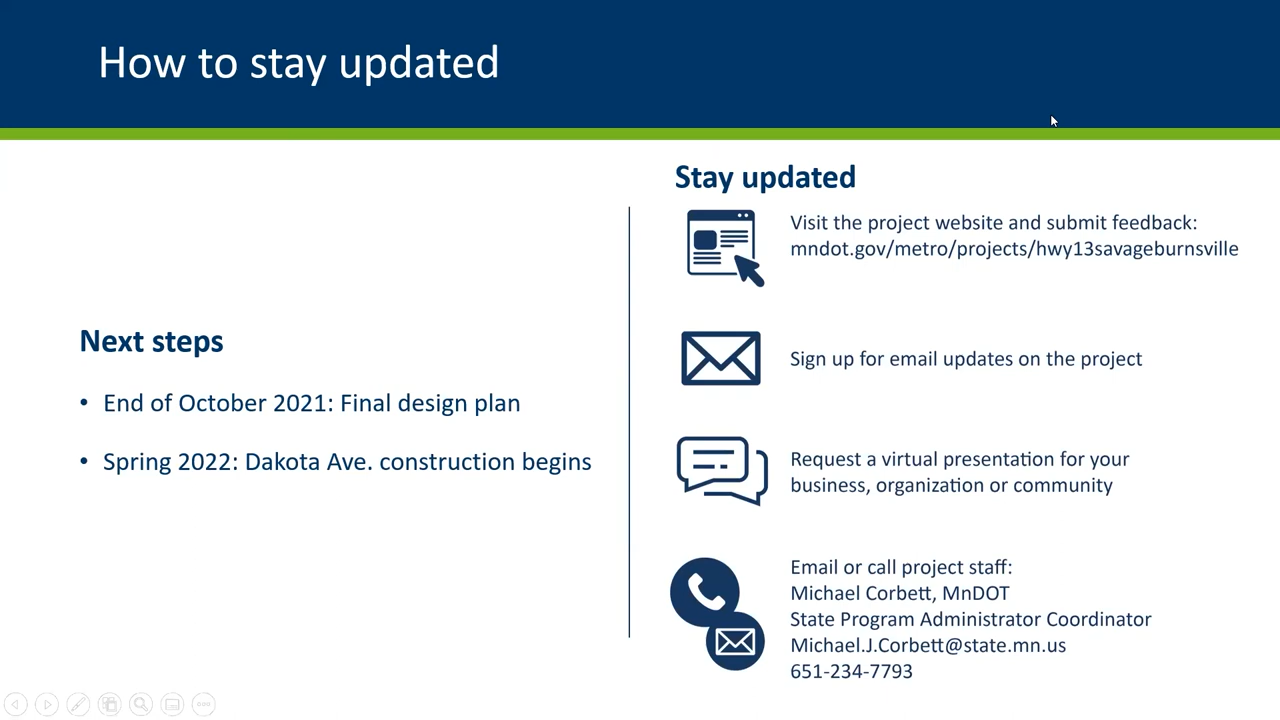 How to stay updated
Next steps
• End of October 2021: Final design plan
• Spring 2022: Dakota Ave. construction begins
Stay updated
Visit the project website and submit feedback:
mndot.gov/metro/projects/hwy13savageburnsville
Sign up for email updates on the project
Request a virtual presentation for your
business, organization or community
Email or call project staff:
Michael Corbett, MnDOT
State Program Administrator Coordinator
Michael.J.Corbett@state.mn.us
651-234-7793